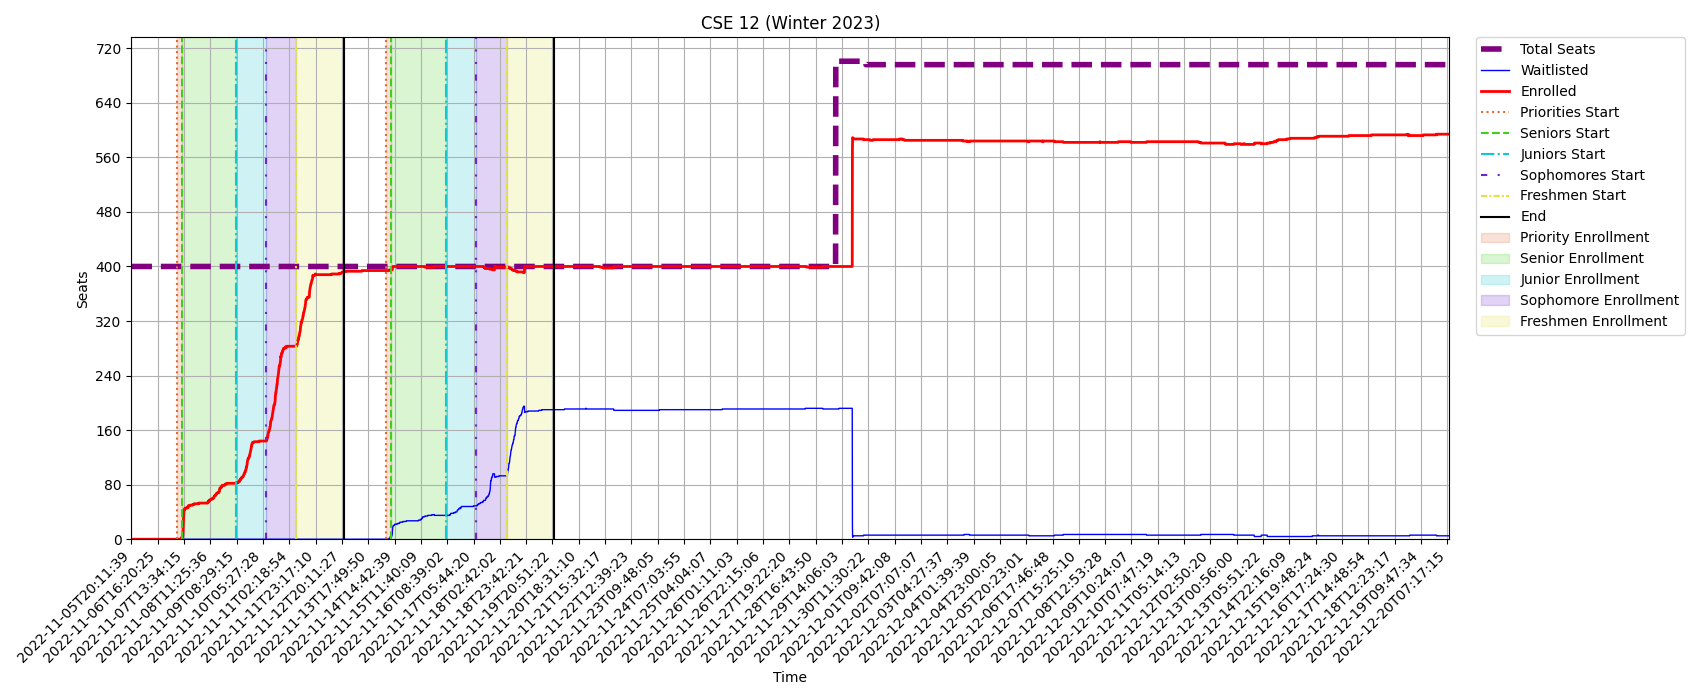 CSE 12 (Winter 2023)
Seats
720
640
560
480
400
320
240
160
80
0
2022-11-05T20:11:39
2022-11-06T16:20:25
2022-11-07T13:34:15
2022-11-08T11:25:36
2022-11-09T08:29:15
2022-11-10T05:27:28
2022-11-11T02:18:54
2022-11-11T23:17:10
2022-11-12T20:11:27
2022-11-13T17:49:50
2022-11-14T14:42:39
2022-11-15T11:40:09
2022-11-16T08:39:02
2022-11-17T05:44:20
2022-11-18T02:42:02
2022-11-18T23:42:21
2022-11-19T20:51:22
2022-11-20T18:31:10
2022-11-21T15:32:17
2022-11-22T12:39:23
2022-11-23T09:48:05
2022-11-24T07:03:55
2022-11-25T04:04:07
2022-11-26T01:11:03
2022-11-26T22:15:06
2022-11-27T19:22:20
2022-11-28T16:43:50
2022-11-29T14:06:03
2022-11-30T11:30:22
2022-12-01T09:42:08
2022-12-02T07:07:07
2022-12-03T04:27:37
2022-12-04T01:39:39
2022-12-04T23:00:05
2022-12-05T20:23:01
2022-12-06T17:46:48
2022-12-07T15:25:10
2022-12-08T12:53:28
2022-12-09T10:24:07
2022-12-10T07:47:19
2022-12-11T05:14:13
2022-12-12T02:50:20
2022-12-13T00:56:00
2022-12-13T23:51:22
2022-12-14T22:16:09
2022-12-15T19:48:24
2022-12-16T17:24:30
2022-12-17T14:48:54
2022-12-18T12:23:17
2022-12-19T09:47:34
2022-12-20T07:17:15
Time
Total Seats
Waitlisted
Enrolled
Priorities Start
Seniors Start
Juniors Start
Sophomores Start
Freshmen Start
End
Priority Enrollment
Senior Enrollment
Junior Enrollment
Sophomore Enrollment
Freshmen Enrollment